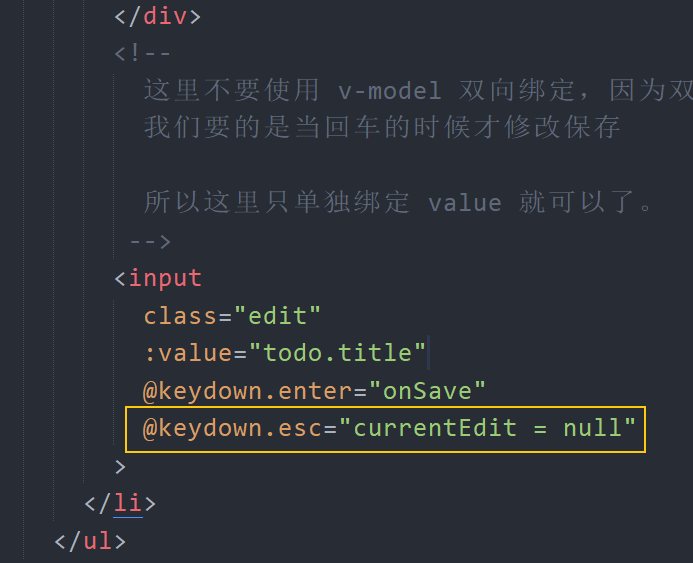 </div>
<!--
这里不要使用 v-model 双向绑定，因为双
我们要的是当回车的时候才修改保存
所以这里只单独绑定 value 就可以了。
-->
<input
class="edit"
:value="todo.title"
@keydown.enter="onSave"
@keydown.esc="currentEdit = null"
>
</li>
</ul>